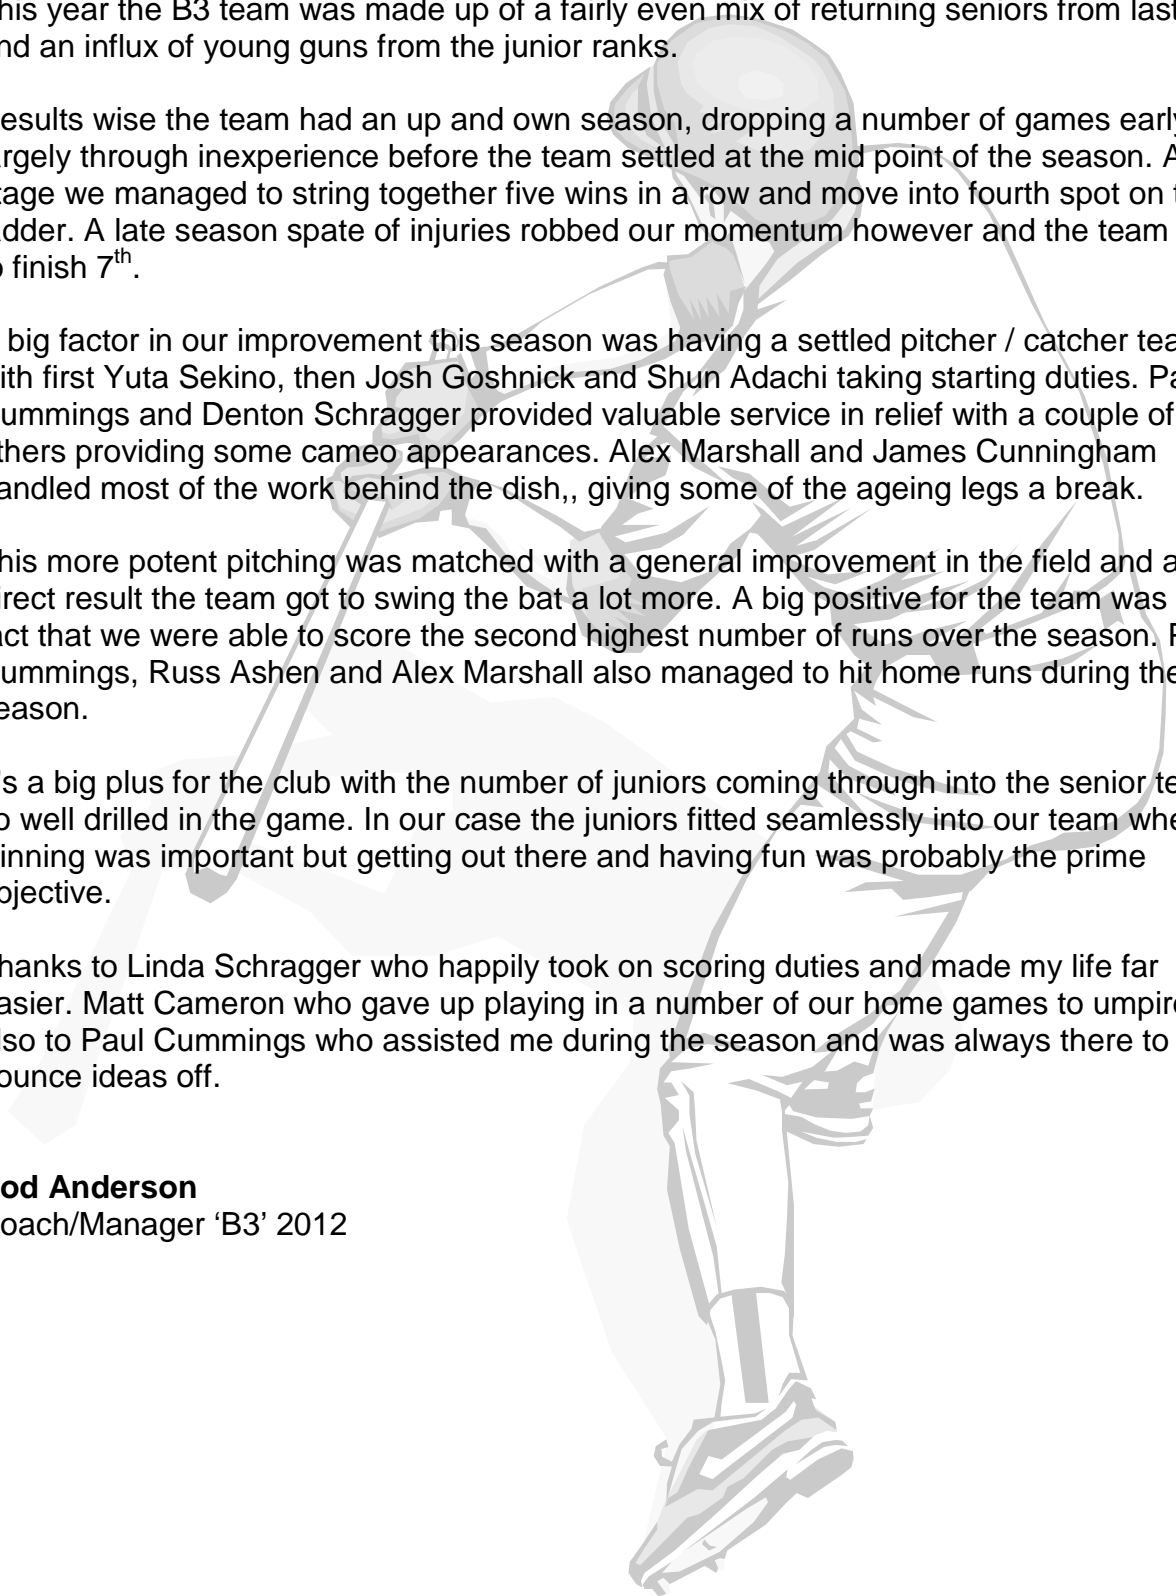 his year the B3 team was made up of a fairly even mix of returning seniors from last
nd an influx of young guns from the junior ranks.
esults wise the team had an up and own season, dropping a number of games early
argely through inexperience before the team settled at the mid point of the season. A
tage we managed to string together five wins in a row and move into fourth spot on t
adder. A late season spate of injuries robbed our momentum however and the team
o finish 7th.
big factor in our improvement this season was having a settled pitcher / catcher tea
ith first Yuta Sekino, then Josh Goshnick and Shun Adachi taking starting duties. Pa
ummings and Denton Schragger provided valuable service in relief with a couple of
thers providing some cameo appearances. Alex Marshall and James Cunningham
andled most of the work behind the dish,, giving some of the ageing legs a break.
his more potent pitching was matched with a general improvement in the field and a
irect result the team got to swing the bat a lot more. A big positive for the team was
act that we were able to score the second highest number of runs over the season. P
ummings, Russ Ashen and Alex Marshall also managed to hit home runs during the
eason.
's a big plus for the club with the number of juniors coming through into the senior te
o well drilled in the game. In our case the juniors fitted seamlessly into our team whe
inning was important but getting out there and having fun was probably the prime
bjective.
hanks to Linda Schragger who happily took on scoring duties and made my life far
asier. Matt Cameron who gave up playing in a number of our home games to umpire
lso to Paul Cummings who assisted me during the season and was always there to
ounce ideas off.
od Anderson
oach/Manager ‘B3’ 2012